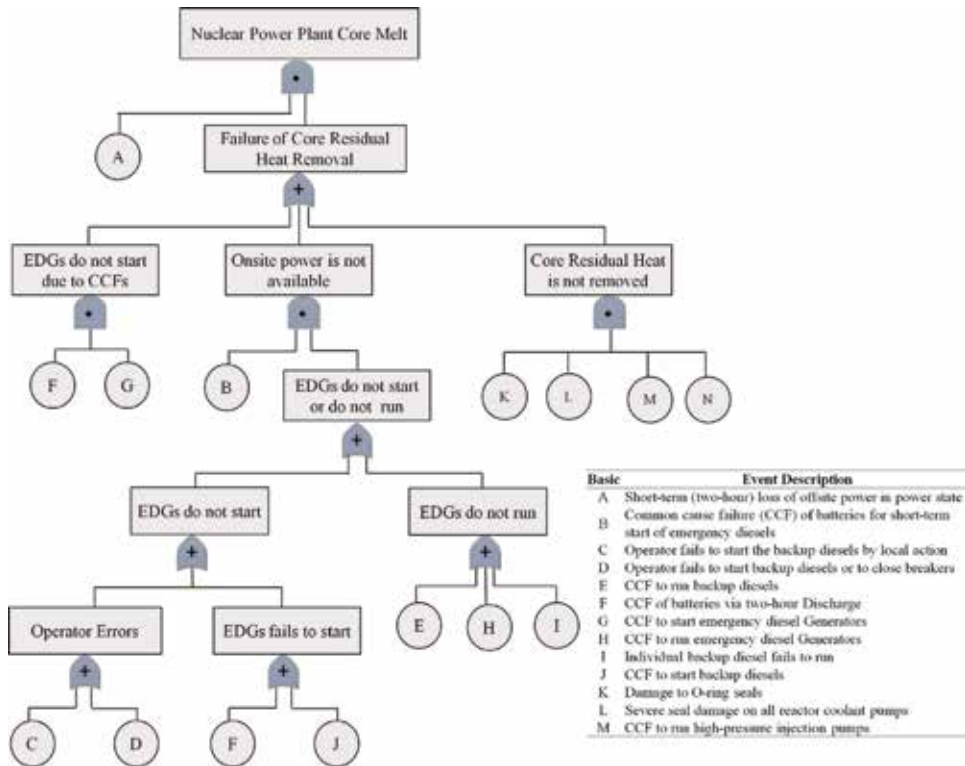 Nuclear Power Plant Core Melt
•
A
Failure of Core Residual
Heat Removal
+
EDGs do not start
due to CCFs
Onsite power is not
available
Core Residual Heat
is not removed
•
•
•
F
G
B
EDGs do not start
or do not run
K
L
M
N
+
EDGs do not start
EDGs do not run
+
+
Operator Errors
EDGs fails to start
E
H
I
+
+
C
D
F
J
Basic Event Description
A Short-term (two-hour) loss of offsite power in power state
B Common cause failure (CCF) of batteries for short-term
start of emergency diesels
C Operator fails to start the backup diesels by local action
D Operator fails to start backup diesels or to close breakers
E CCF to run backup diesels
F CCF of batteries via two-hour Discharge
G CCF to start emergency diesel Generators
H CCF to run emergency diesel Generators
I Individual backup diesel fails to run
J CCF to start backup diesels
K Damage to O-ring seals
L Severe seal damage on all reactor coolant pumps
M CCF to run high-pressure injection pumps